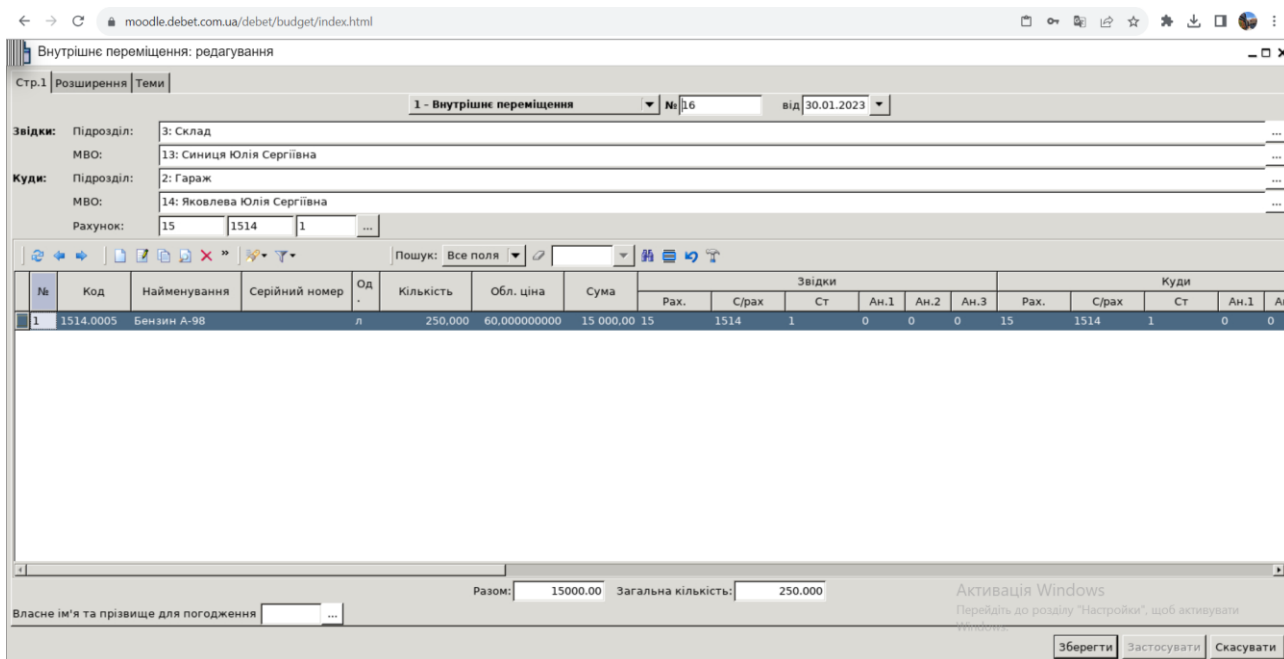 moodle.debet.com.ua/debet/budget/index.html
Внутрішнє переміщення: редагування
Стр.1 Розширення Теми
1 - Внутрішнє переміщення № 16 від 30.01.2023
Звідки: Підрозділ: 3: Склад ...
МВО: 13: Синиця Юлія Сергіївна ...
Куди: Підрозділ: 2: Гараж ...
МВО: 14: Яковлева Юлія Сергіївна ...
Рахунок: 15 1514 1 ...
Пошук: Все поля
№ Код Найменування Серійний номер Од. Кількість Обл. ціна Сума Звідки Куди
Рах. С/рах Ст Ан.1 Ан.2 Ан.3 Рах. С/рах Ст Ан.1
1 1514.0005 Бензин А-98 л 250,000 60,000000000 15 000,00 15 1514 1 0 0 0 15 1514 1 0 0
Разом: 15000.00 Загальна кількість: 250.000
Активація Windows
Перейдіть до розділу "Настройки", щоб активувати
Windows.
Власне ім'я та прізвище для погодження ...
Зберегти Застосувати Скасувати